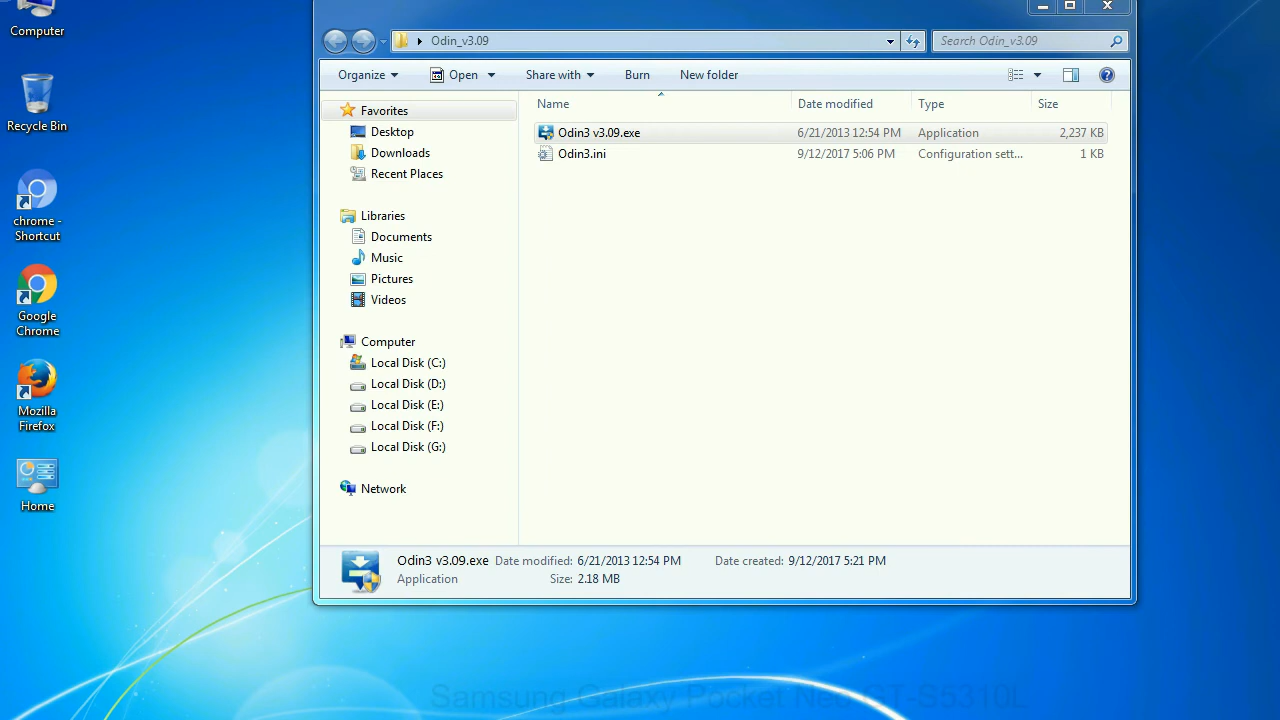 Computer
Recycle Bin
chrome -
Shortcut
Google
Chrome
Mozilla
Firefox
Home
Odin_v3.09
Search Odin_v3.09
Organize
Open
Share with
Burn
New folder
Favorites
Desktop
Downloads
Recent Places
Libraries
Documents
Music
Pictures
Videos
Computer
Local Disk (C:)
Local Disk (D:)
Local Disk (E:)
Local Disk (F:)
Local Disk (G:)
Network
Name Date modified Type Size
Odin3 v3.09.exe 6/21/2013 12:54 PM Application 2,237 KB
Odin3.ini 9/12/2017 5:06 PM Configuration sett... 1 KB
Odin3 v3.09.exe Date modified: 6/21/2013 12:54 PM Date created: 9/12/2017 5:21 PM
Application Size: 2.18 MB
Samsung Galaxy Pocket Neo GT-S5310L